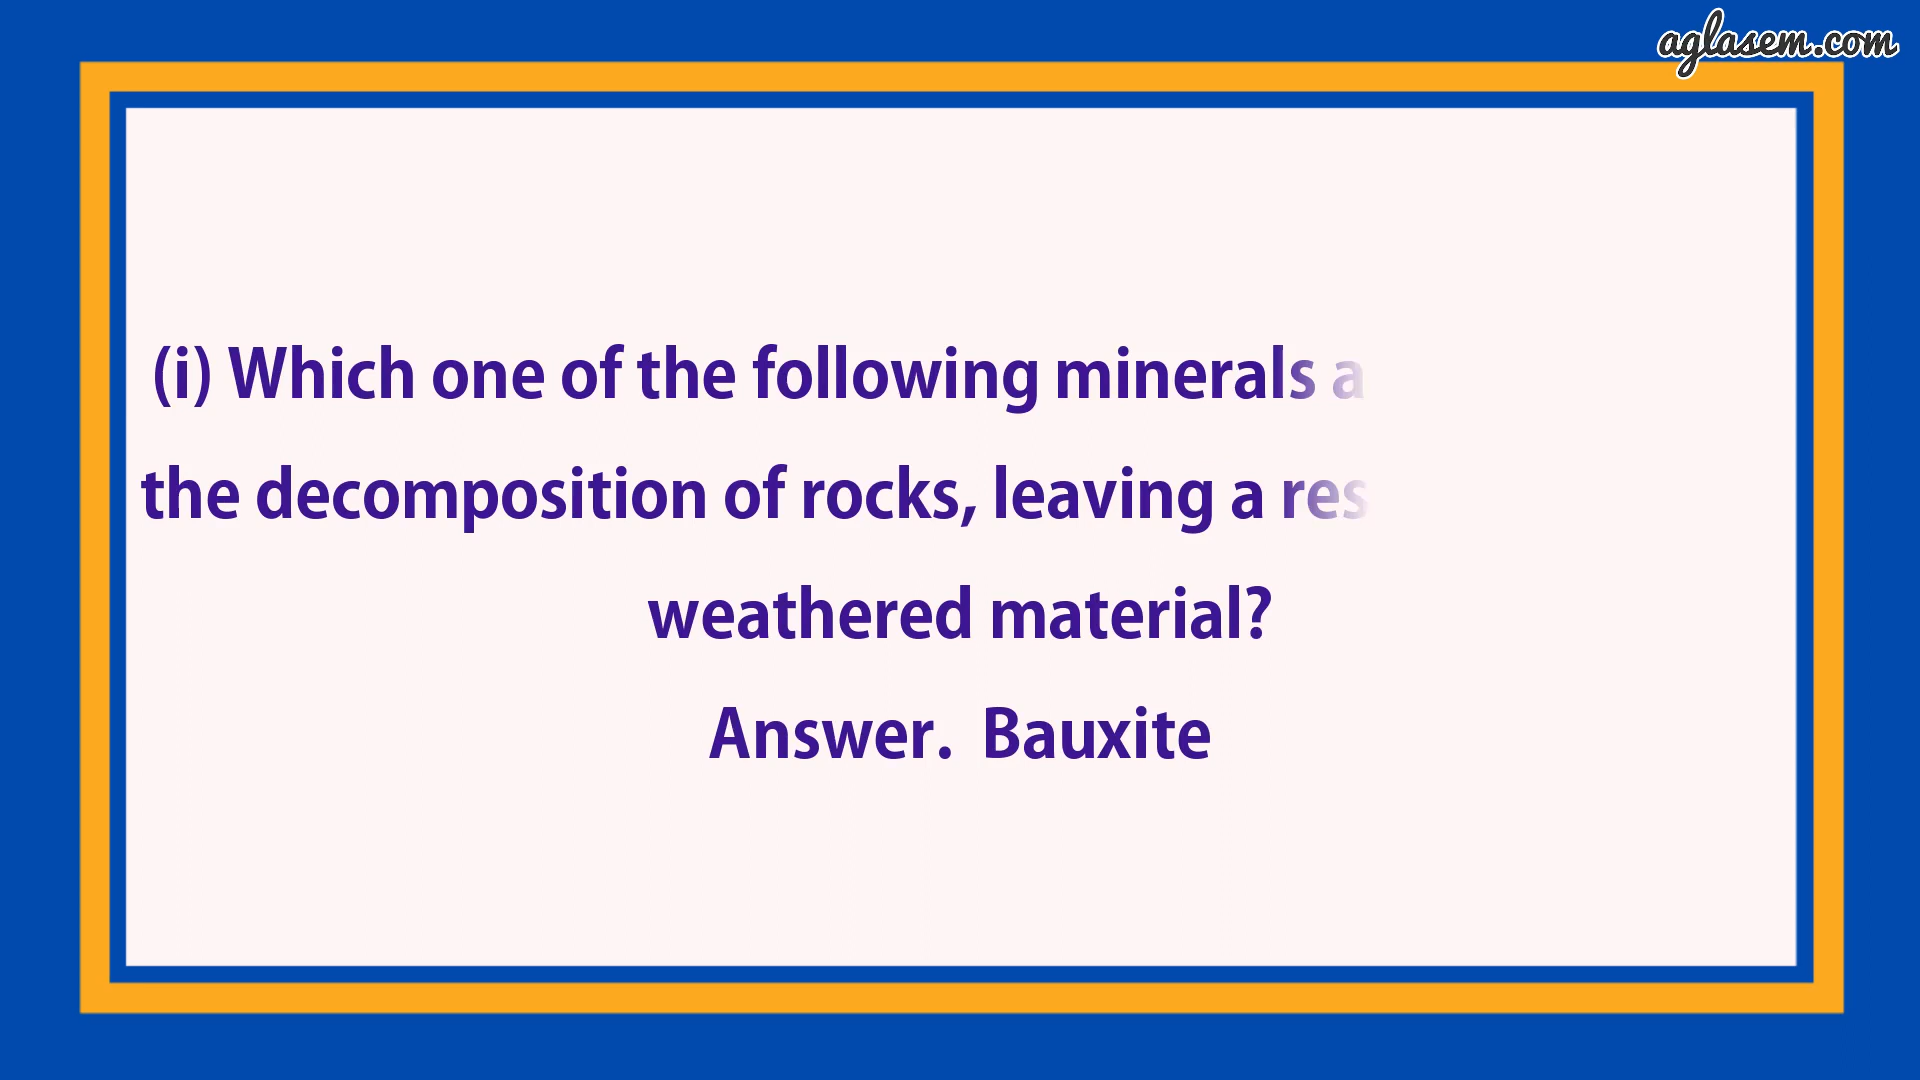 aglasem.com
(i) Which one of the following minerals
the decomposition of rocks, leaving a
weathered material?
Answer. Bauxite